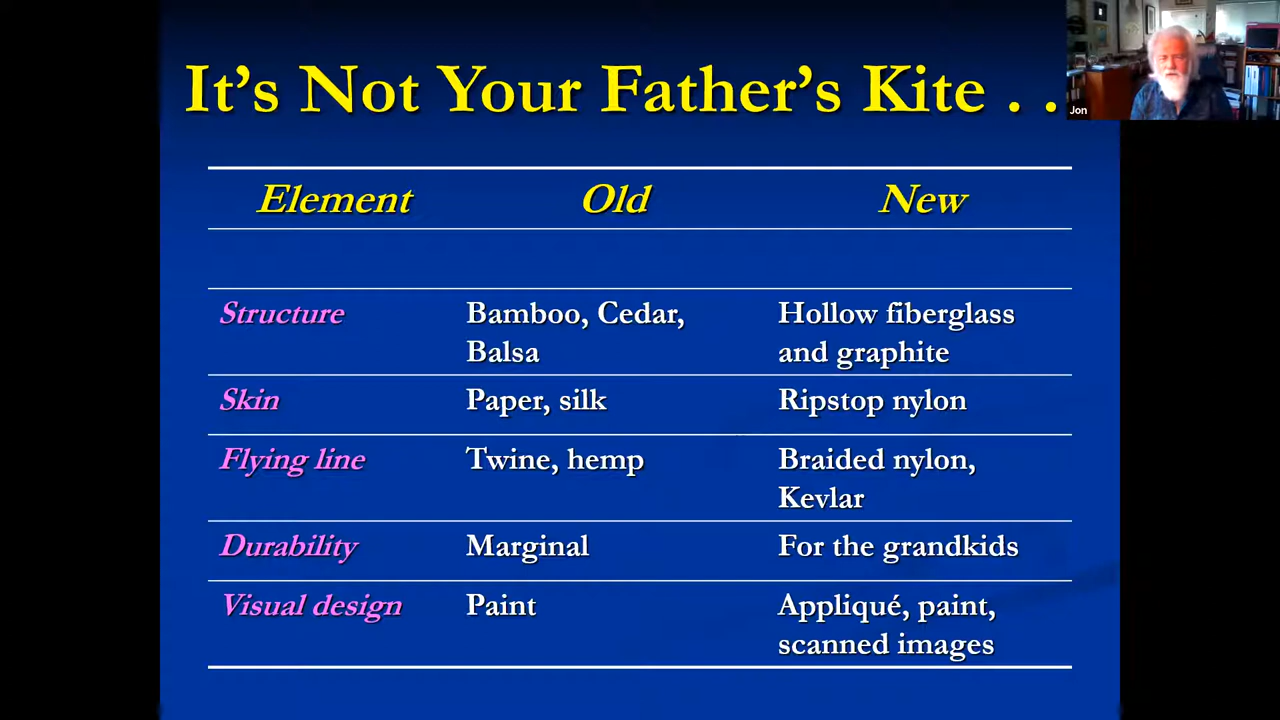 It's Not Your Father's Kite . .
Jon
Element Old New
Structure Bamboo, Cedar, Hollow fiberglass
Balsa and graphite
Skin Paper, silk Ripstop nylon
Flying line Twine, hemp Braided nylon,
Kevlar
Durability Marginal For the grandkids
Visual design Paint Appliqué, paint,
scanned images